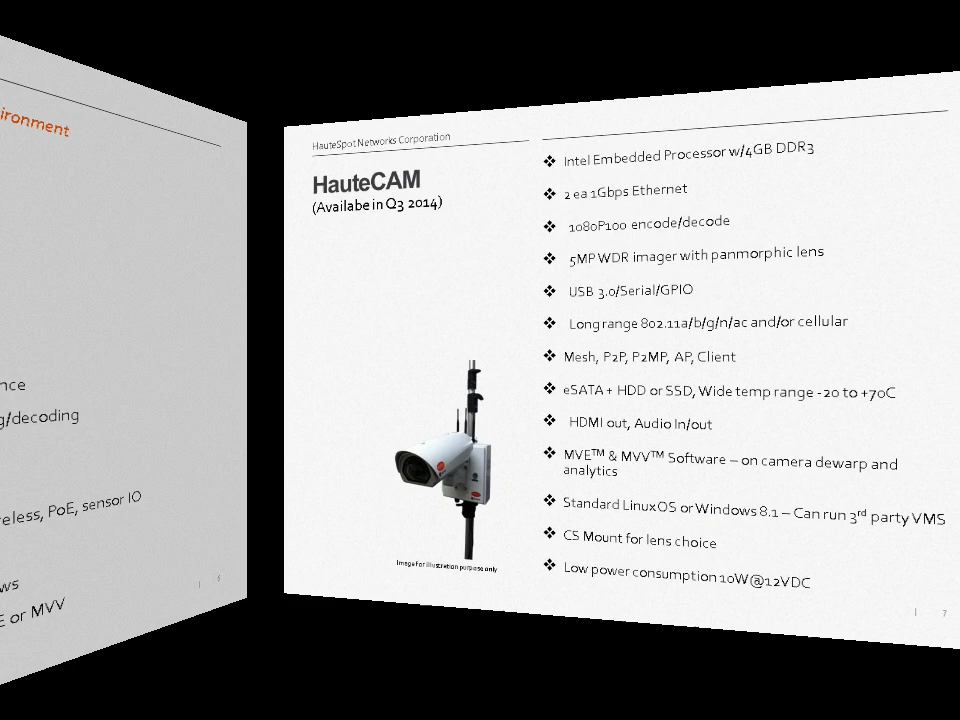 ironment
nce
g/decoding
eless, PoE, sensor IO
ws
E or MVV
6
HauteSpot Networks Corporation
HauteCAM
(Availabe in Q3 2014)
❖ Intel Embedded Processor w/4GB DDR3
❖ 2 ea 1Gbps Ethernet
❖ 1080P100 encode/decode
❖ 5MP WDR imager with panmorphic lens
❖ USB 3.0/Serial/GPIO
❖ Long range 802.11a/b/g/n/ac and/or cellular
❖ Mesh, P2P, P2MP, AP, Client
❖ eSATA + HDD or SSD, Wide temp range -20 to +70C
❖ HDMI out, Audio In/out
❖ MVE™ & MVV™ Software – on camera dewarp and
analytics
❖ Standard Linux OS or Windows 8.1 – Can run 3rd party VMS
❖ CS Mount for lens choice
❖ Low power consumption 10W@12VDC
Image for illustration purpose only
7